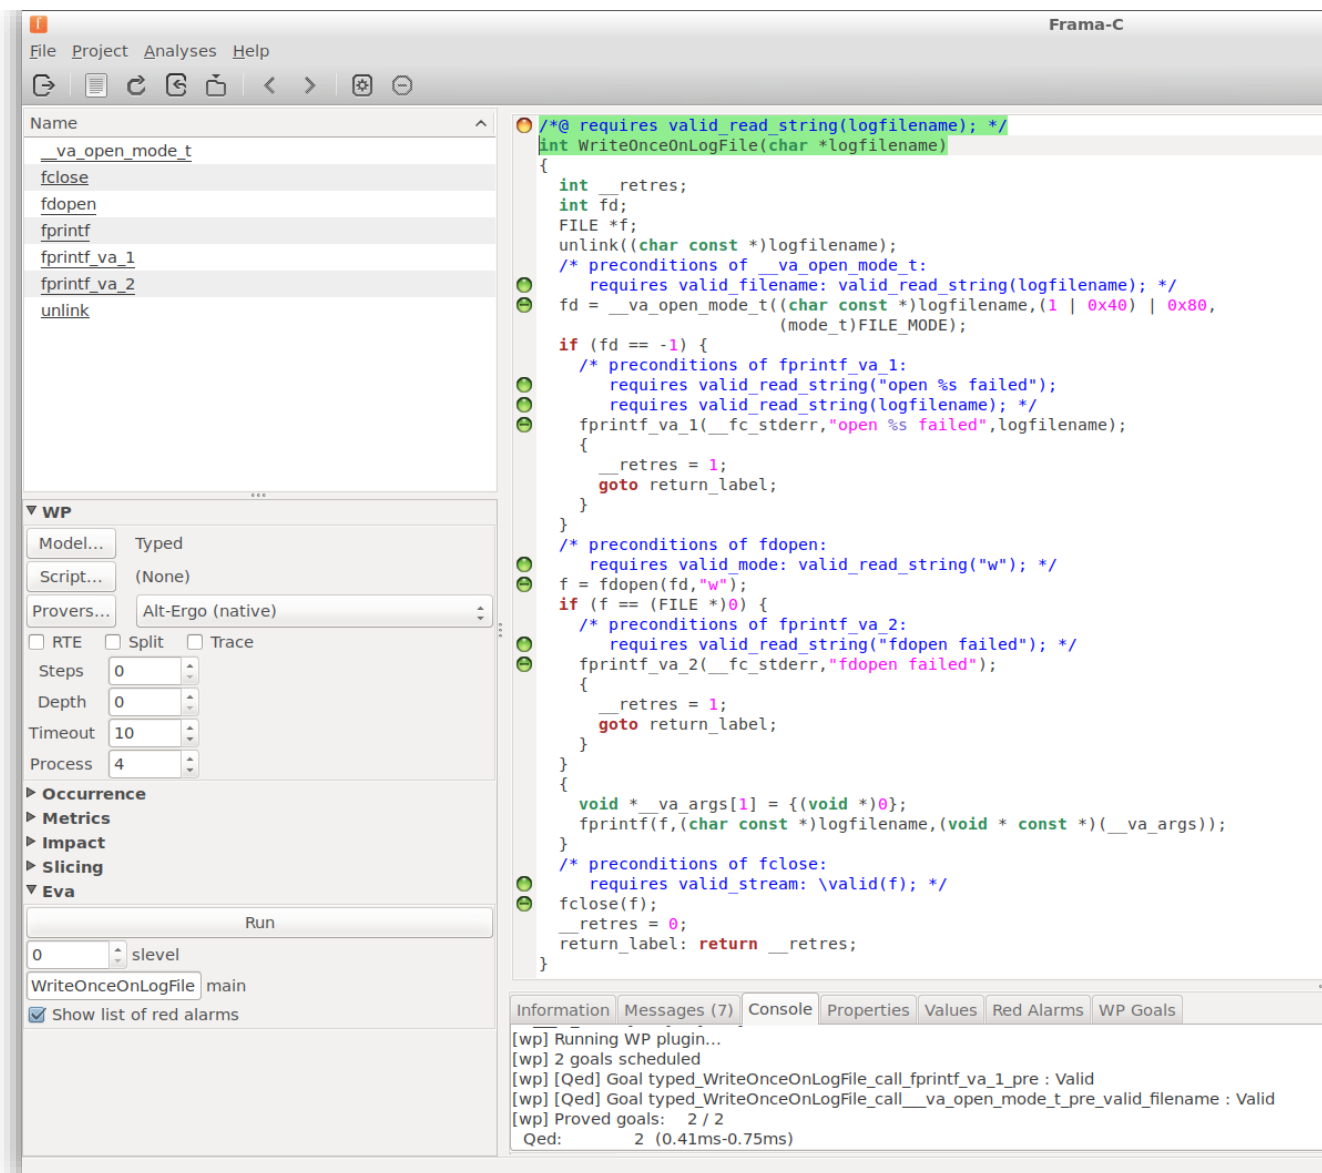 Frama-C
File Project Analyses Help
Name
__va_open_mode_t
fclose
fdopen
fprintf
fprintf_va_1
fprintf_va_2
unlink
WP
Model... Typed
Script... (None)
Provers... Alt-Ergo (native)
RTE Split Trace
Steps 0
Depth 0
Timeout 10
Process 4
Occurrence
Metrics
Impact
Slicing
Eva
Run
0 slevel
WriteOnceOnLogFile main
Show list of red alarms
/*@ requires valid_read_string(logfilename); */
int WriteOnceOnLogFile(char *logfilename)
{
int __retres;
int fd;
FILE *f;
unlink((char const *)logfilename);
/* preconditions of __va_open_mode_t:
requires valid_filename: valid_read_string(logfilename); */
fd = __va_open_mode_t((char const *)logfilename,(1 | 0x40) | 0x80,
(mode_t)FILE_MODE);
if (fd == -1) {
/* preconditions of fprintf_va_1:
requires valid_read_string("open %s failed");
requires valid_read_string(logfilename); */
fprintf_va_1(__fc_stderr,"open %s failed",logfilename);
{
__retres = 1;
goto return_label;
}
}
/* preconditions of fdopen:
requires valid_mode: valid_read_string("w"); */
f = fdopen(fd,"w");
if (f == (FILE *)0) {
/* preconditions of fprintf_va_2:
requires valid_read_string("fdopen failed"); */
fprintf_va_2(__fc_stderr,"fdopen failed");
{
__retres = 1;
goto return_label;
}
}
{
void *__va_args[1] = {(void *)0};
fprintf(f,(char const *)logfilename,(void * const *)(__va_args));
}
/* preconditions of fclose:
requires valid_stream: \valid(f); */
fclose(f);
__retres = 0;
return_label: return __retres;
}
Information Messages (7) Console Properties Values Red Alarms WP Goals
[wp] Running WP plugin...
[wp] 2 goals scheduled
[wp] [Qed] Goal typed_WriteOnceOnLogFile_call_fprintf_va_1_pre : Valid
[wp] [Qed] Goal typed_WriteOnceOnLogFile_call___va_open_mode_t_pre_valid_filename : Valid
[wp] Proved goals: 2 / 2
Qed: 2 (0.41ms-0.75ms)